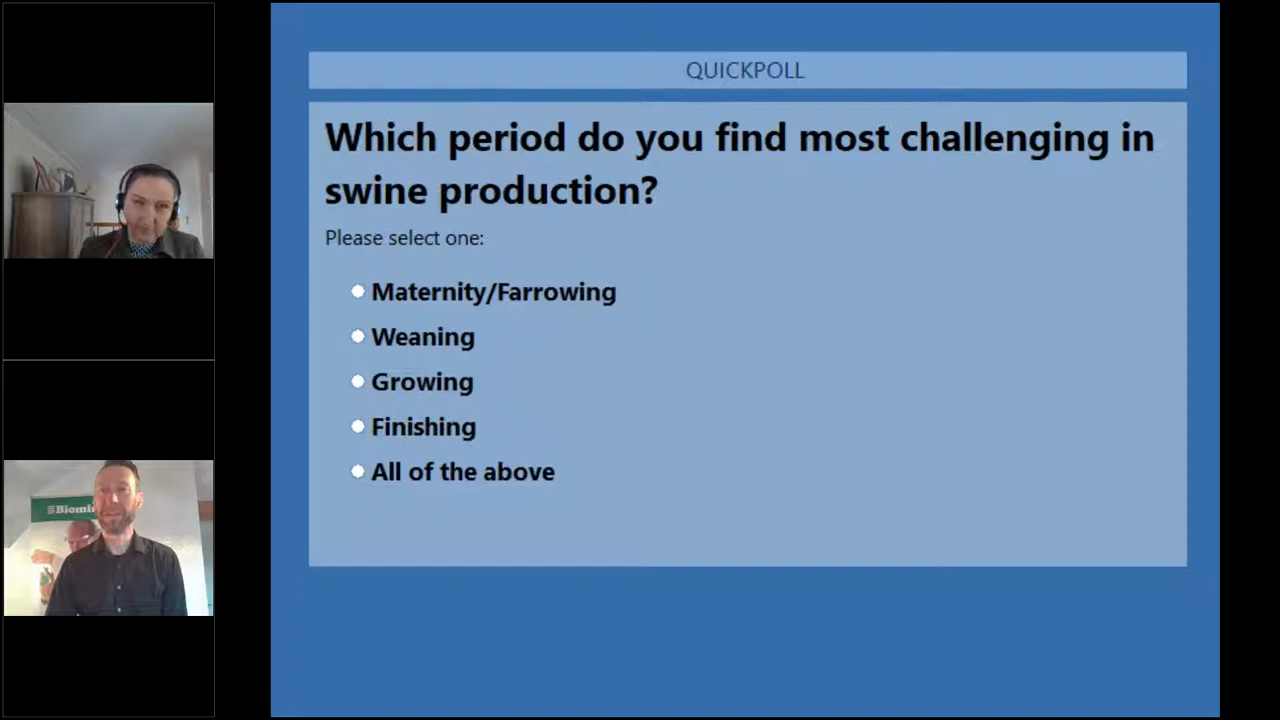 QUICKPOLL
Which period do you find most challenging in
swine production?
Please select one:
Maternity/Farrowing
Weaning
Growing
Finishing
All of the above
Biomi